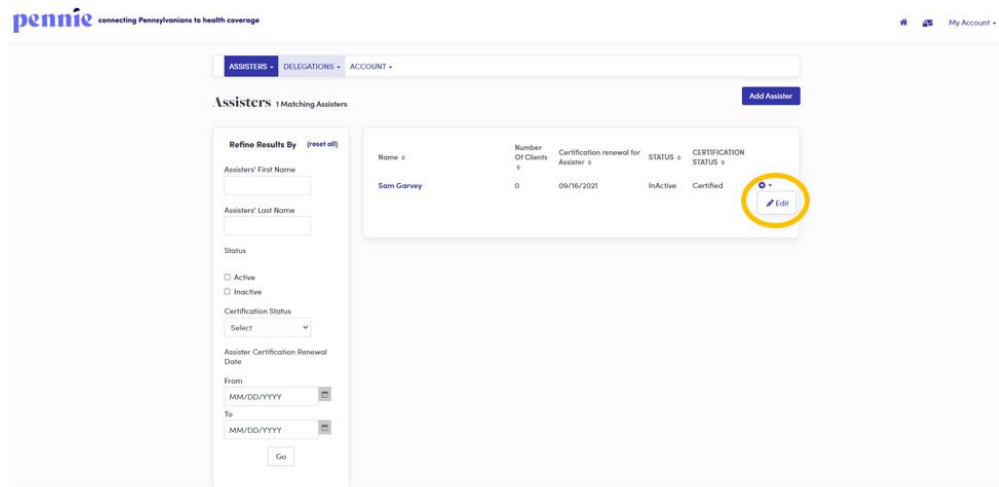 pennie connecting Pennsylvanians to health coverage
My Account
ASSISTERS DELEGATIONS ACCOUNT
Assisters 1 Matching Assisters
Add Assister
Refine Results By (reset all)
Assisters' First Name
Assisters' Last Name
Status
Active
Inactive
Certification Status
Select
Assister Certification Renewal
Date
From
MM/DD/YYYY
To
MM/DD/YYYY
Go
Name
Number
Of Clients
Certification renewal for
Assister
STATUS
CERTIFICATION
STATUS
Sam Garvey 0 09/16/2021 InActive Certified
Edit